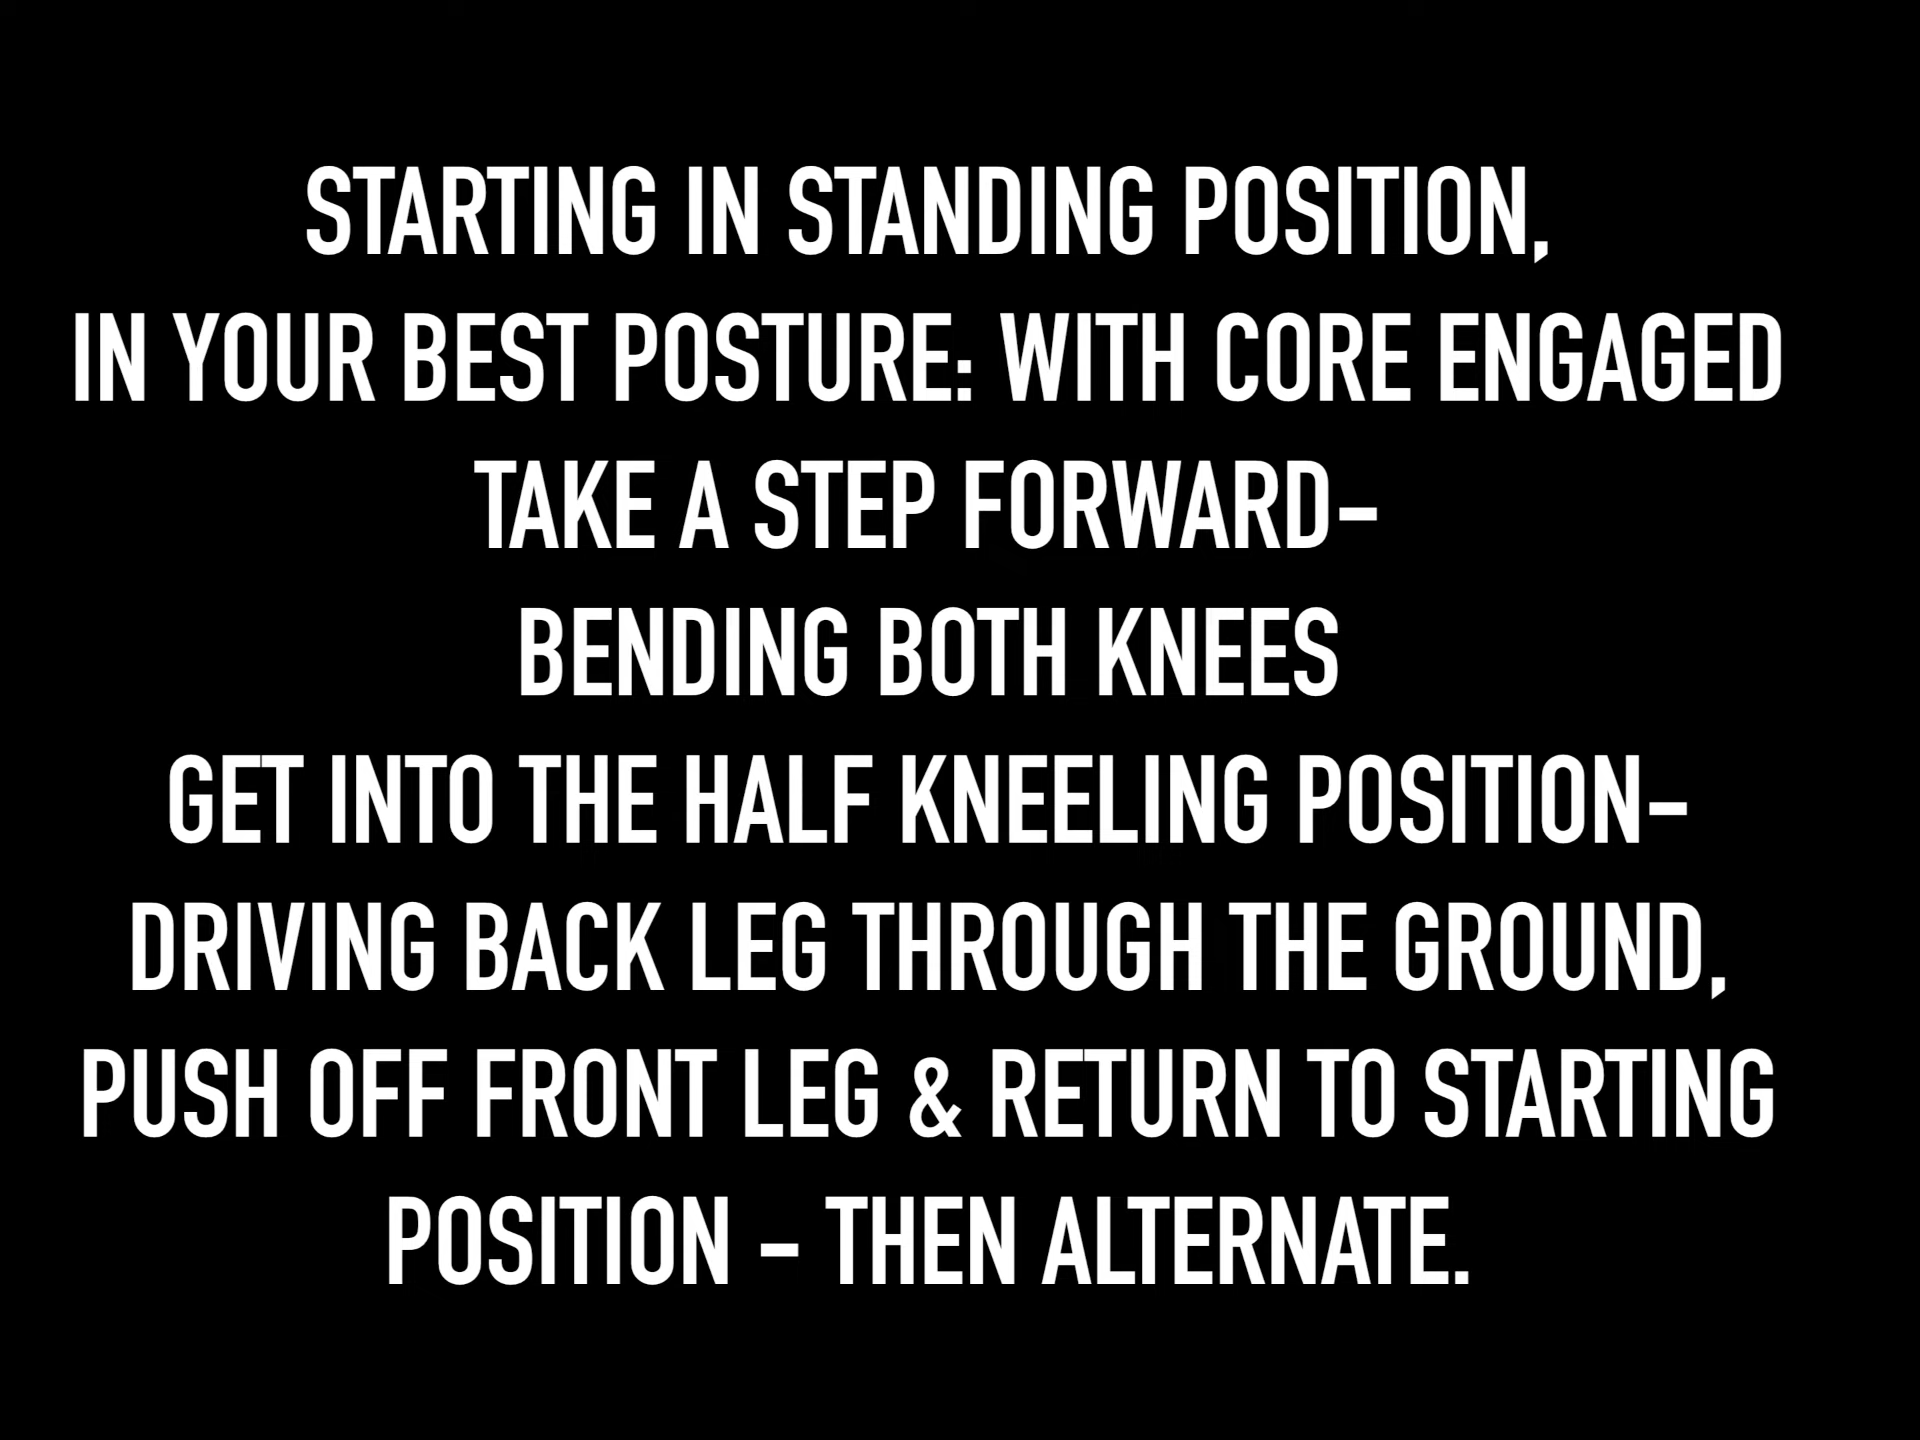 STARTING IN STANDING POSITION,
IN YOUR BEST POSTURE: WITH CORE ENGAGED
TAKE A STEP FORWARD-
BENDING BOTH KNEES
GET INTO THE HALF KNEELING POSITION-
DRIVING BACK LEG THROUGH THE GROUND,
PUSH OFF FRONT LEG & RETURN TO STARTING
POSITION - THEN ALTERNATE.